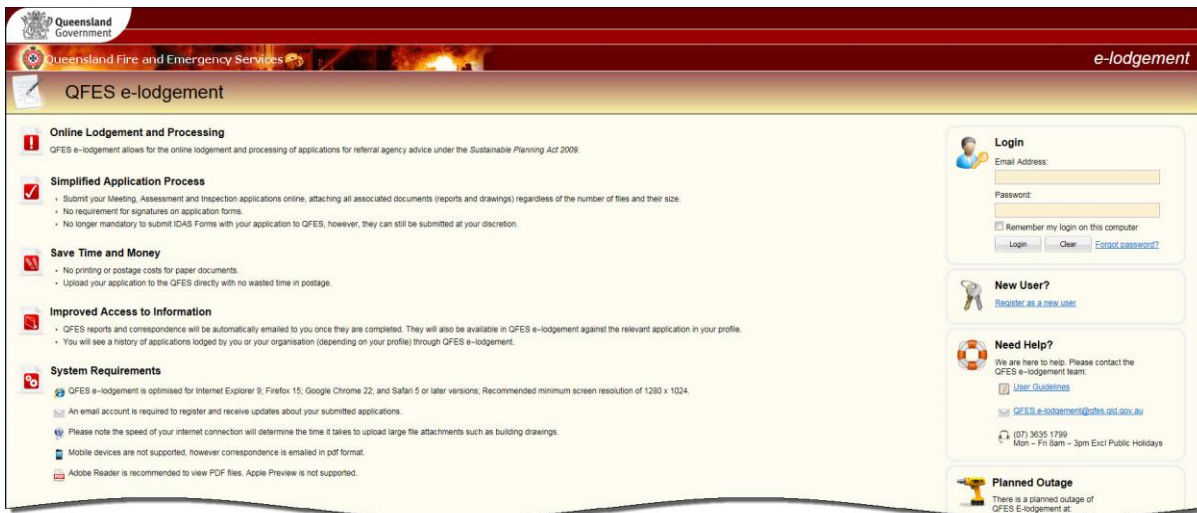 Queensland
Government
Queensland Fire and Emergency Services
e-lodgement
QFES e-lodgement
Online Lodgement and Processing
QFES e-lodgement allows for the online lodgement and processing of applications for referral agency advice under the Sustainable Planning Act 2009.
Simplified Application Process
• Submit your Meeting, Assessment and Inspection applications online, attaching all associated documents (reports and drawings) regardless of the number of files and their size.
• No requirement for signatures on application forms.
• No longer mandatory to submit IDAS Forms with your application to QFES, however, they can still be submitted at your discretion.
Save Time and Money
• No printing or postage costs for paper documents.
• Upload your application to the QFES directly with no wasted time in postage.
Improved Access to Information
• QFES reports and correspondence will be automatically emailed to you once they are completed. They will also be available in QFES e-lodgement against the relevant application in your profile.
• You will see a history of applications lodged by you or your organisation (depending on your profile) through QFES e-lodgement.
System Requirements
QFES e-lodgement is optimised for Internet Explorer 9; Firefox 15; Google Chrome 22; and Safari 5 or later versions; Recommended minimum screen resolution of 1280 x 1024.
An email account is required to register and receive updates about your submitted applications.
Please note the speed of your internet connection will determine the time it takes to upload large file attachments such as building drawings.
Mobile devices are not supported, however correspondence is emailed in pdf format.
Adobe Reader is recommended to view PDF files. Apple Preview is not supported.
Login
Email Address:
Password:
Remember my login on this computer
Login Clear Forgot password?
New User?
Register as a new user
Need Help?
We are here to help. Please contact the
QFES e-lodgement team:
User Guidelines
QFES.e-lodgement@qfes.qld.gov.au
(07) 3635 1799
Mon – Fri 8am – 3pm Excl Public Holidays
Planned Outage
There is a planned outage of
QFES E-lodgement at: